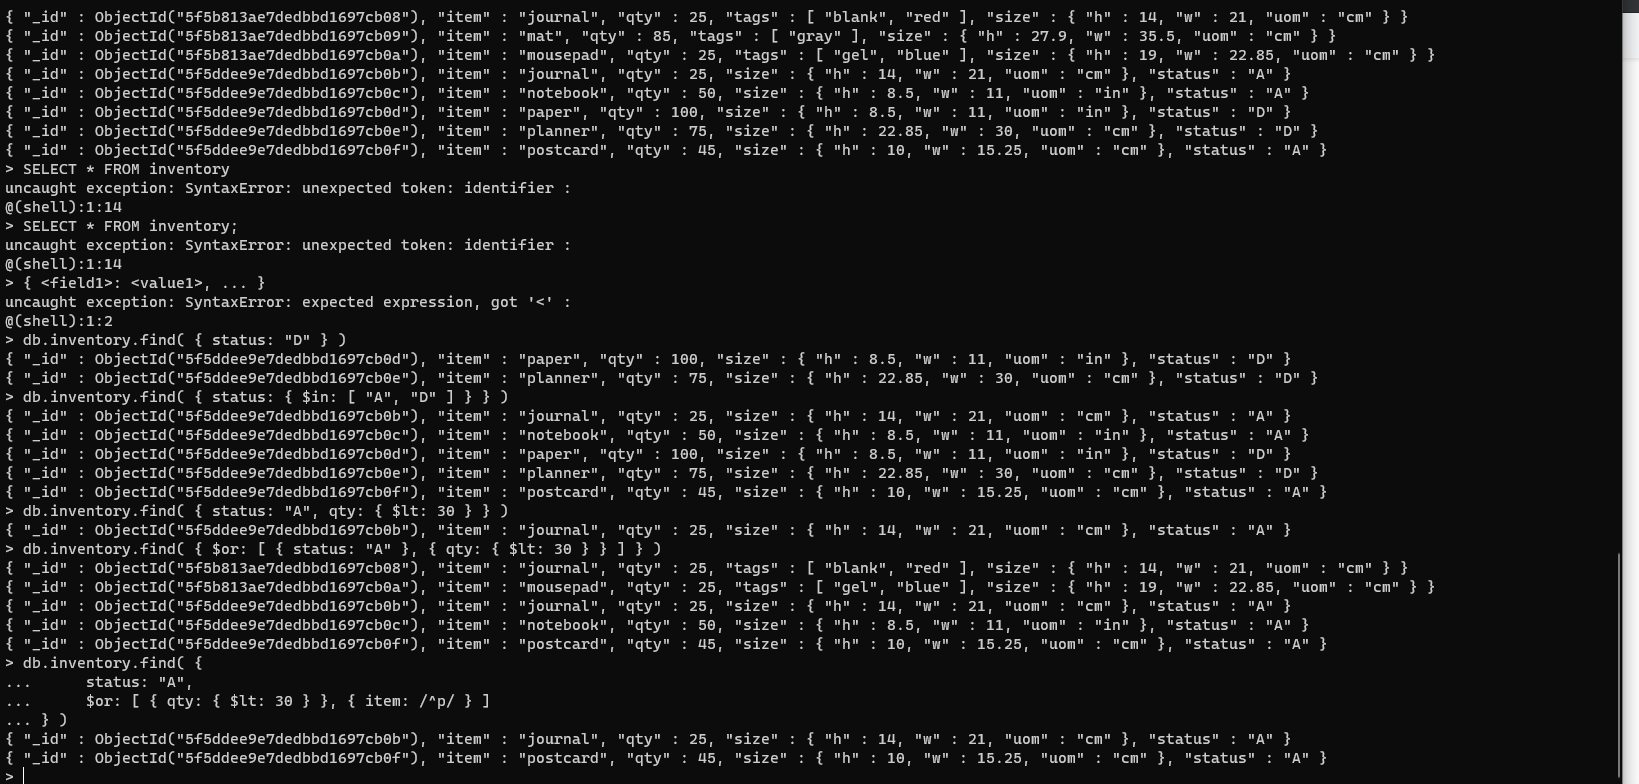 { "_id" : ObjectId("5f5b813ae7dedbbd1697cb08"), "item" : "journal", "qty" : 25, "tags" : [ "blank", "red" ], "size" : { "h" : 14, "w" : 21, "uom" : "cm" } }
{ "_id" : ObjectId("5f5b813ae7dedbbd1697cb09"), "item" : "mat", "qty" : 85, "tags" : [ "gray" ], "size" : { "h" : 27.9, "w" : 35.5, "uom" : "cm" } }
{ "_id" : ObjectId("5f5b813ae7dedbbd1697cb0a"), "item" : "mousepad", "qty" : 25, "tags" : [ "gel", "blue" ], "size" : { "h" : 19, "w" : 22.85, "uom" : "cm" } }
{ "_id" : ObjectId("5f5ddee9e7dedbbd1697cb0b"), "item" : "journal", "qty" : 25, "size" : { "h" : 14, "w" : 21, "uom" : "cm" }, "status" : "A" }
{ "_id" : ObjectId("5f5ddee9e7dedbbd1697cb0c"), "item" : "notebook", "qty" : 50, "size" : { "h" : 8.5, "w" : 11, "uom" : "in" }, "status" : "A" }
{ "_id" : ObjectId("5f5ddee9e7dedbbd1697cb0d"), "item" : "paper", "qty" : 100, "size" : { "h" : 8.5, "w" : 11, "uom" : "in" }, "status" : "D" }
{ "_id" : ObjectId("5f5ddee9e7dedbbd1697cb0e"), "item" : "planner", "qty" : 75, "size" : { "h" : 22.85, "w" : 30, "uom" : "cm" }, "status" : "D" }
{ "_id" : ObjectId("5f5ddee9e7dedbbd1697cb0f"), "item" : "postcard", "qty" : 45, "size" : { "h" : 10, "w" : 15.25, "uom" : "cm" }, "status" : "A" }
> SELECT * FROM inventory
uncaught exception: SyntaxError: unexpected token: identifier :
@(shell):1:14
> SELECT * FROM inventory;
uncaught exception: SyntaxError: unexpected token: identifier :
@(shell):1:14
> { <field1>: <value1>, ... }
uncaught exception: SyntaxError: expected expression, got '<' :
@(shell):1:2
> db.inventory.find( { status: "D" } )
{ "_id" : ObjectId("5f5ddee9e7dedbbd1697cb0d"), "item" : "paper", "qty" : 100, "size" : { "h" : 8.5, "w" : 11, "uom" : "in" }, "status" : "D" }
{ "_id" : ObjectId("5f5ddee9e7dedbbd1697cb0e"), "item" : "planner", "qty" : 75, "size" : { "h" : 22.85, "w" : 30, "uom" : "cm" }, "status" : "D" }
> db.inventory.find( { status: { $in: [ "A", "D" ] } } )
{ "_id" : ObjectId("5f5ddee9e7dedbbd1697cb0b"), "item" : "journal", "qty" : 25, "size" : { "h" : 14, "w" : 21, "uom" : "cm" }, "status" : "A" }
{ "_id" : ObjectId("5f5ddee9e7dedbbd1697cb0c"), "item" : "notebook", "qty" : 50, "size" : { "h" : 8.5, "w" : 11, "uom" : "in" }, "status" : "A" }
{ "_id" : ObjectId("5f5ddee9e7dedbbd1697cb0d"), "item" : "paper", "qty" : 100, "size" : { "h" : 8.5, "w" : 11, "uom" : "in" }, "status" : "D" }
{ "_id" : ObjectId("5f5ddee9e7dedbbd1697cb0e"), "item" : "planner", "qty" : 75, "size" : { "h" : 22.85, "w" : 30, "uom" : "cm" }, "status" : "D" }
{ "_id" : ObjectId("5f5ddee9e7dedbbd1697cb0f"), "item" : "postcard", "qty" : 45, "size" : { "h" : 10, "w" : 15.25, "uom" : "cm" }, "status" : "A" }
> db.inventory.find( { status: "A", qty: { $lt: 30 } } )
{ "_id" : ObjectId("5f5ddee9e7dedbbd1697cb0b"), "item" : "journal", "qty" : 25, "size" : { "h" : 14, "w" : 21, "uom" : "cm" }, "status" : "A" }
> db.inventory.find( { $or: [ { status: "A" }, { qty: { $lt: 30 } } ] } )
{ "_id" : ObjectId("5f5b813ae7dedbbd1697cb08"), "item" : "journal", "qty" : 25, "tags" : [ "blank", "red" ], "size" : { "h" : 14, "w" : 21, "uom" : "cm" } }
{ "_id" : ObjectId("5f5b813ae7dedbbd1697cb0a"), "item" : "mousepad", "qty" : 25, "tags" : [ "gel", "blue" ], "size" : { "h" : 19, "w" : 22.85, "uom" : "cm" } }
{ "_id" : ObjectId("5f5ddee9e7dedbbd1697cb0b"), "item" : "journal", "qty" : 25, "size" : { "h" : 14, "w" : 21, "uom" : "cm" }, "status" : "A" }
{ "_id" : ObjectId("5f5ddee9e7dedbbd1697cb0c"), "item" : "notebook", "qty" : 50, "size" : { "h" : 8.5, "w" : 11, "uom" : "in" }, "status" : "A" }
{ "_id" : ObjectId("5f5ddee9e7dedbbd1697cb0f"), "item" : "postcard", "qty" : 45, "size" : { "h" : 10, "w" : 15.25, "uom" : "cm" }, "status" : "A" }
> db.inventory.find( {
...      status: "A",
...      $or: [ { qty: { $lt: 30 } }, { item: /^p/ } ]
... } )
{ "_id" : ObjectId("5f5ddee9e7dedbbd1697cb0b"), "item" : "journal", "qty" : 25, "size" : { "h" : 14, "w" : 21, "uom" : "cm" }, "status" : "A" }
{ "_id" : ObjectId("5f5ddee9e7dedbbd1697cb0f"), "item" : "postcard", "qty" : 45, "size" : { "h" : 10, "w" : 15.25, "uom" : "cm" }, "status" : "A" }
>